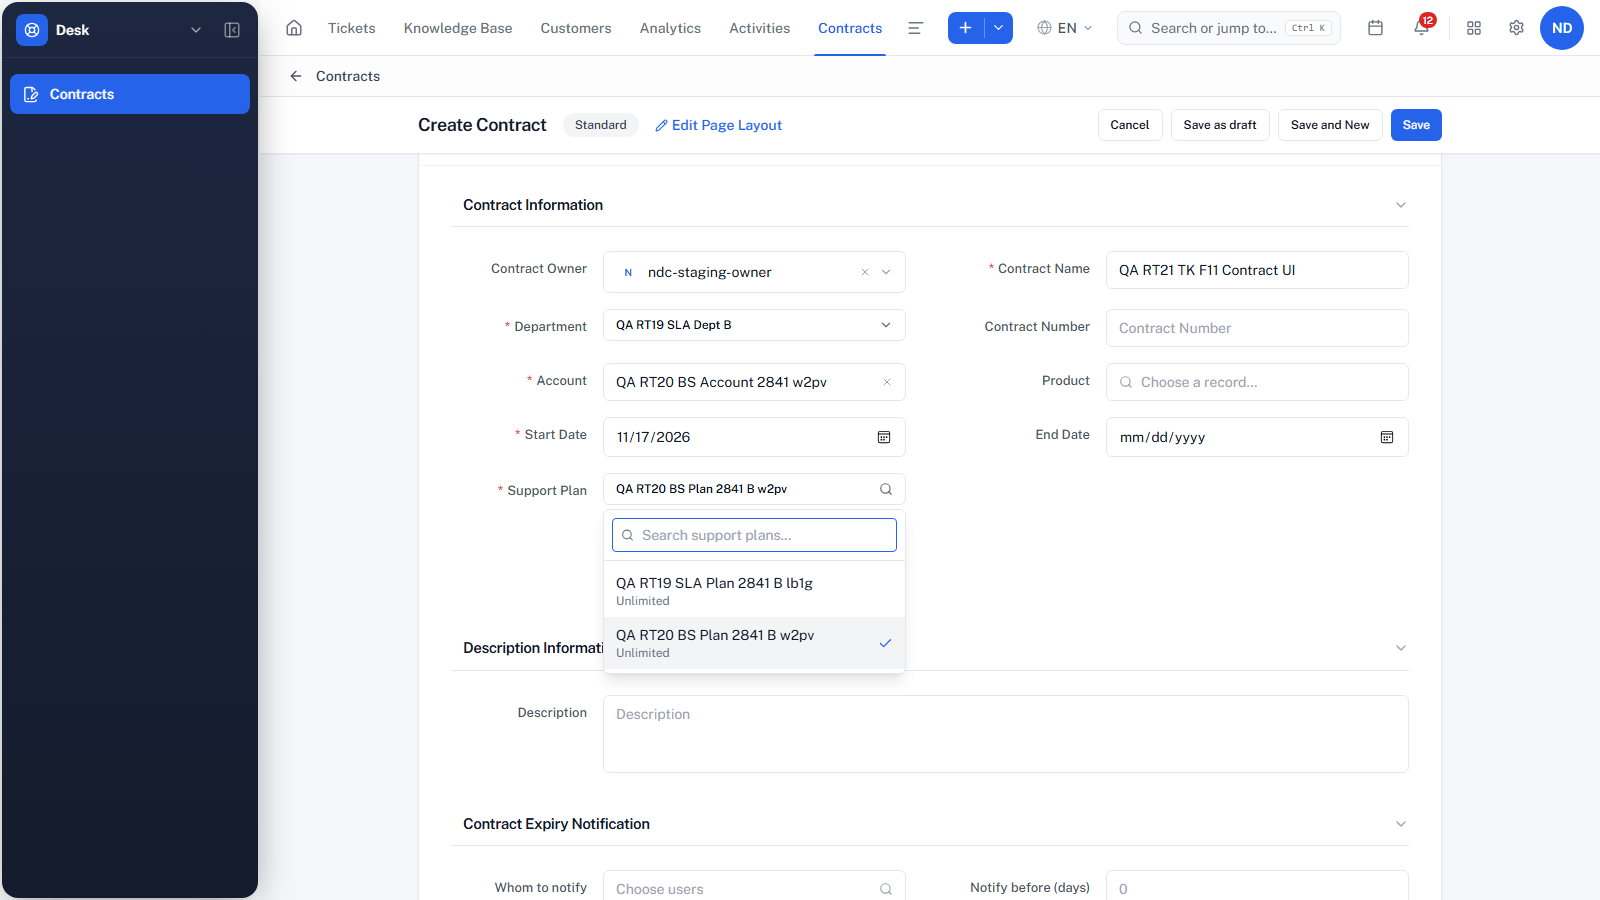 Desk
Contracts
Tickets
Knowledge Base
Customers
Analytics
Activities
Contracts
EN
Search or jump to...
Ctrl K
12
ND
Contracts
Create Contract
Standard
Edit Page Layout
Cancel
Save as draft
Save and New
Save
Contract Information
Contract Owner
N
ndc-staging-owner
* Contract Name
QA RT21 TK F11 Contract UI
* Department
QA RT19 SLA Dept B
Contract Number
Contract Number
* Account
QA RT20 BS Account 2841 w2pv
Product
Choose a record...
* Start Date
11/17/2026
End Date
mm/dd/yyyy
* Support Plan
QA RT20 BS Plan 2841 B w2pv
Search support plans...
QA RT19 SLA Plan 2841 B lb1g
Unlimited
QA RT20 BS Plan 2841 B w2pv
Unlimited
Description Informati
Description
Description
Contract Expiry Notification
Whom to notify
Choose users
Notify before (days)
0